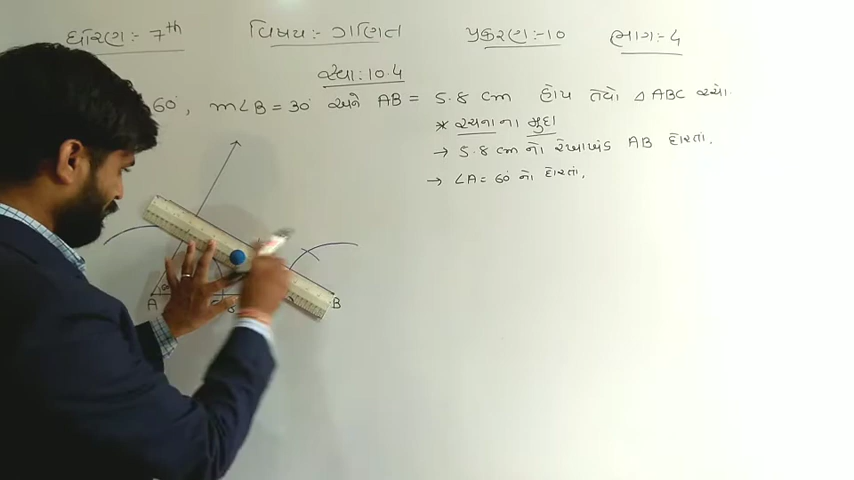 ધોરણ :- 7th વિષય :- ગણિત પ્રકરણ :- 10 ભાગ :- 4
સ્વા : 10.4
60°, m∠B = 30° અને AB = 5.8 cm હોય તેવો △ ABC રચો.
* રચનાના મુદ્દા
→ 5.8 cm નો રેખાખંડ AB દોરતાં.
→ ∠A = 60° નો દોરતાં.
A B